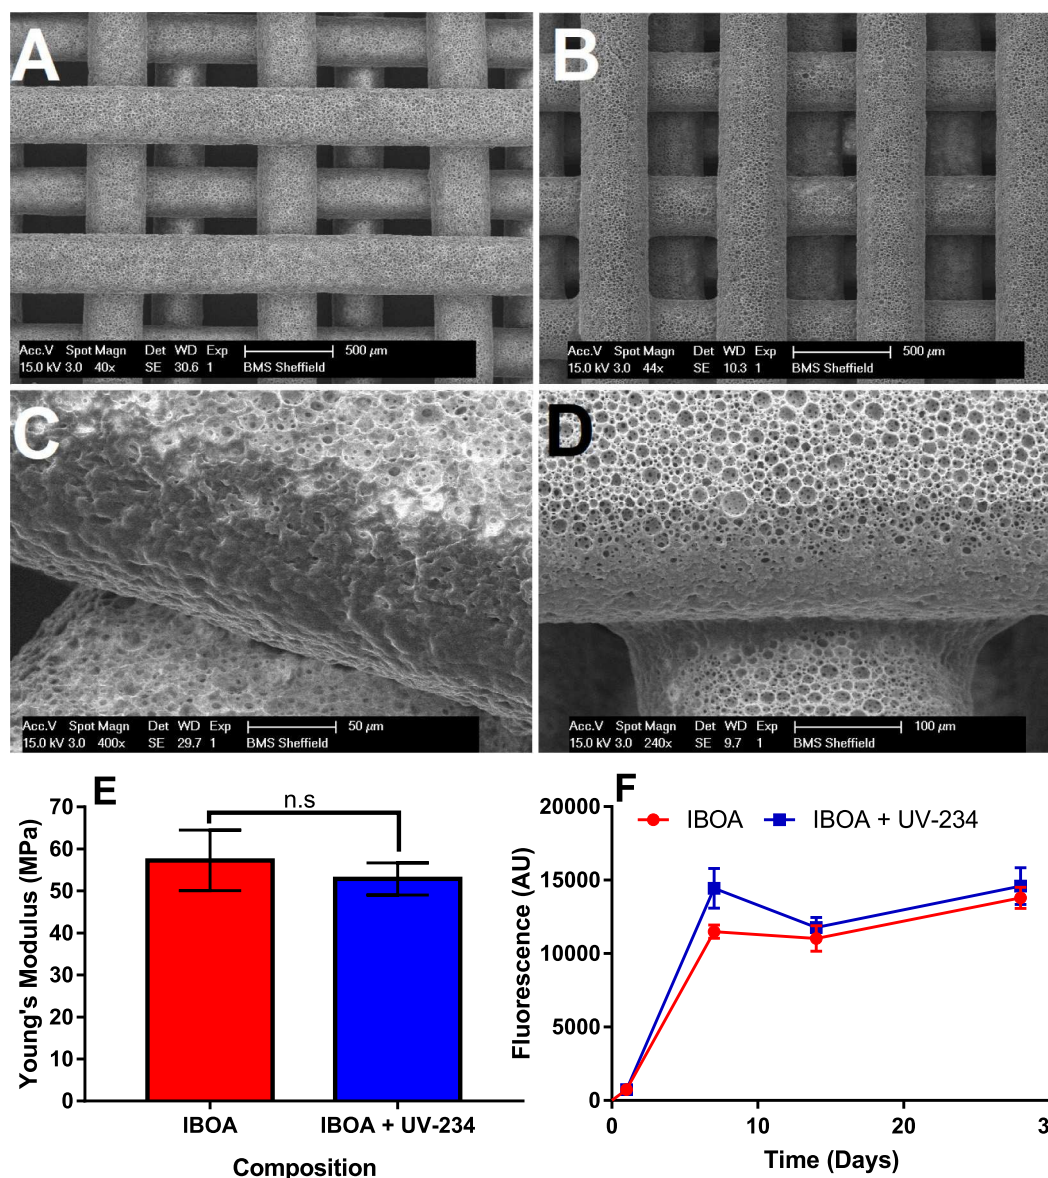 A
Acc.V Spot Magn Det WD Exp 500 µm
15.0 kV 3.0 40x SE 30.6 1 BMS Sheffield
B
Acc.V Spot Magn Det WD Exp 500 µm
15.0 kV 3.0 44x SE 10.3 1 BMS Sheffield
C
Acc.V Spot Magn Det WD Exp 50 µm
15.0 kV 3.0 400x SE 29.7 1 BMS Sheffield
D
Acc.V Spot Magn Det WD Exp 100 µm
15.0 kV 3.0 240x SE 9.7 1 BMS Sheffield
E
n.s
Young's Modulus (MPa)
70
60
50
40
30
20
10
0
IBOA IBOA + UV-234
Composition
F
IBOA IBOA + UV-234
Fluorescence (AU)
20000
15000
10000
5000
0
0 10 20 3
Time (Days)